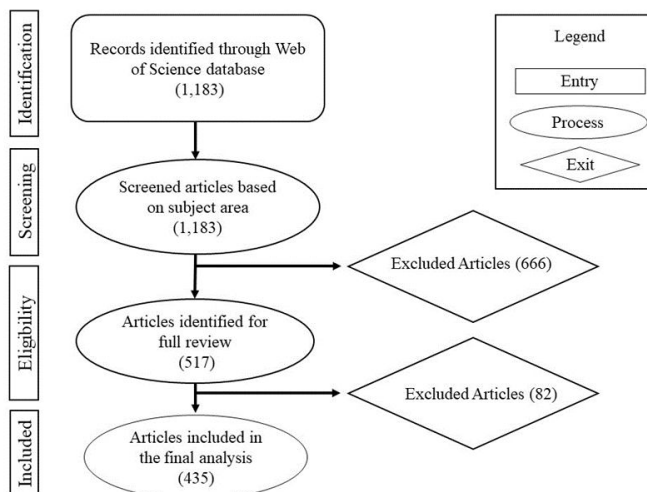 Identification
Records identified through Web
of Science database
(1,183)
Legend
Entry
Process
Exit
Screening
Screened articles based
on subject area
(1,183)
Excluded Articles (666)
Eligibility
Articles identified for
full review
(517)
Excluded Articles (82)
Included
Articles included in
the final analysis
(435)